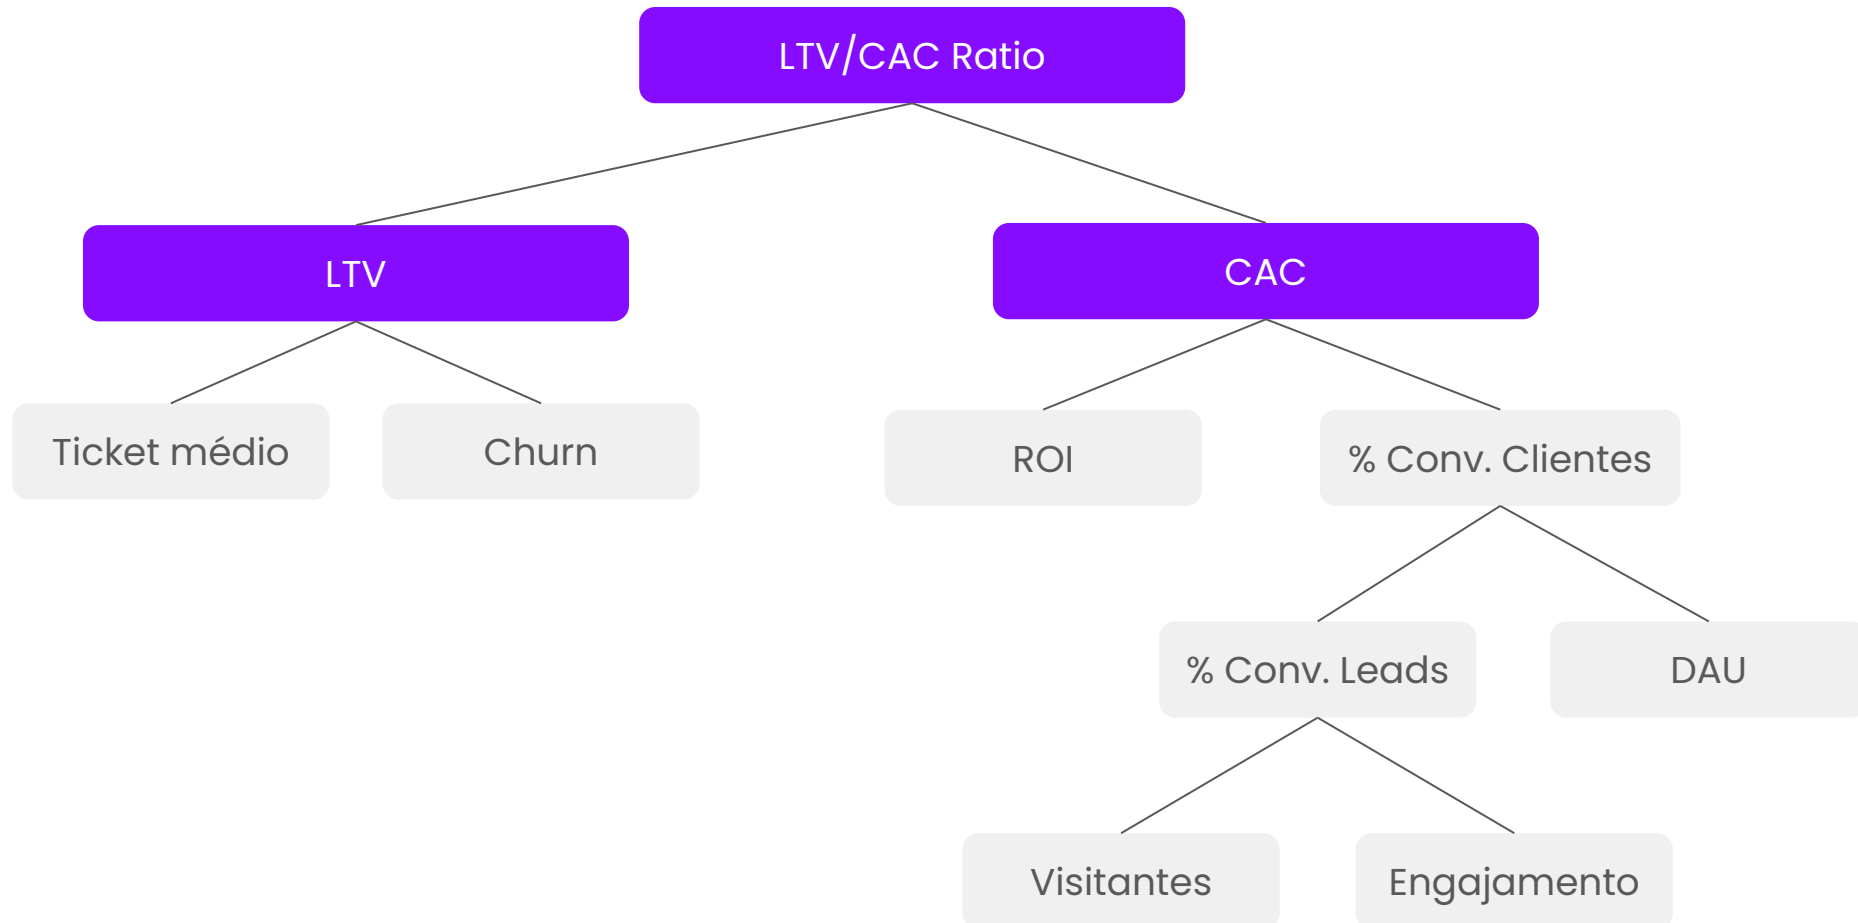 LTV/CAC Ratio
LTV
CAC
Ticket médio
Churn
ROI
% Conv. Clientes
% Conv. Leads
DAU
Visitantes
Engajamento